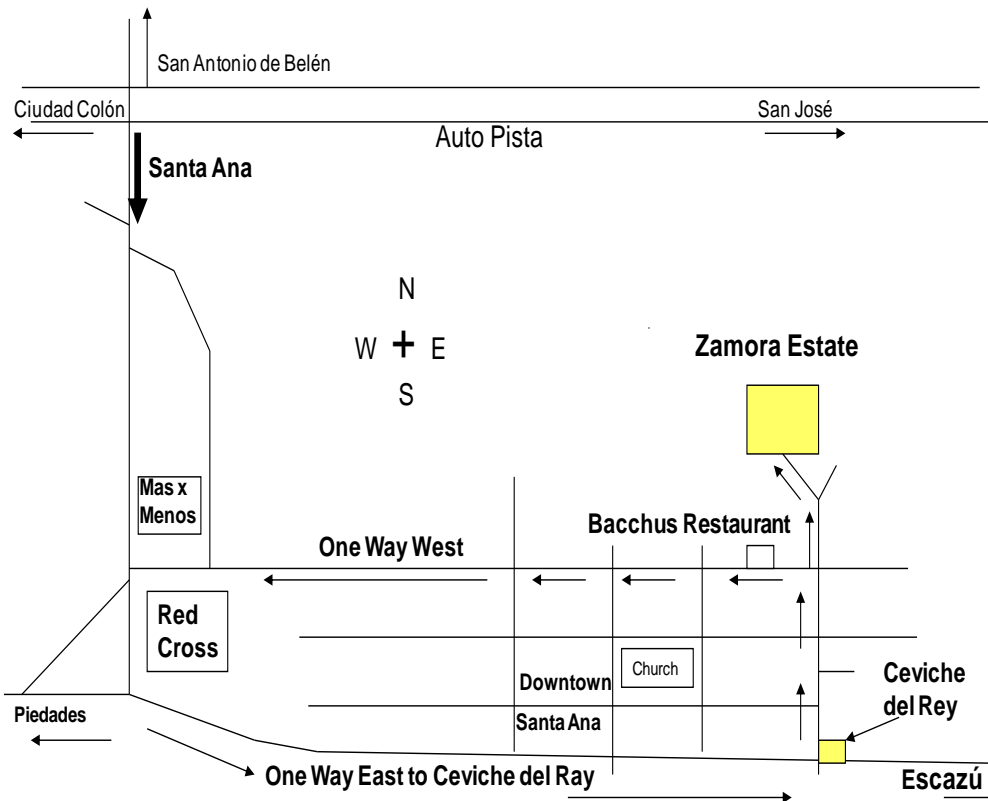 San Antonio de Belén
Ciudad Colón
San José
Auto Pista
Santa Ana
N
W E
S
Zamora Estate
Mas x
Menos
Bacchus Restaurant
One Way West
Red
Cross
Church
Ceviche
del Rey
Downtown
Santa Ana
Piedades
One Way East to Ceviche del Ray
Escazú